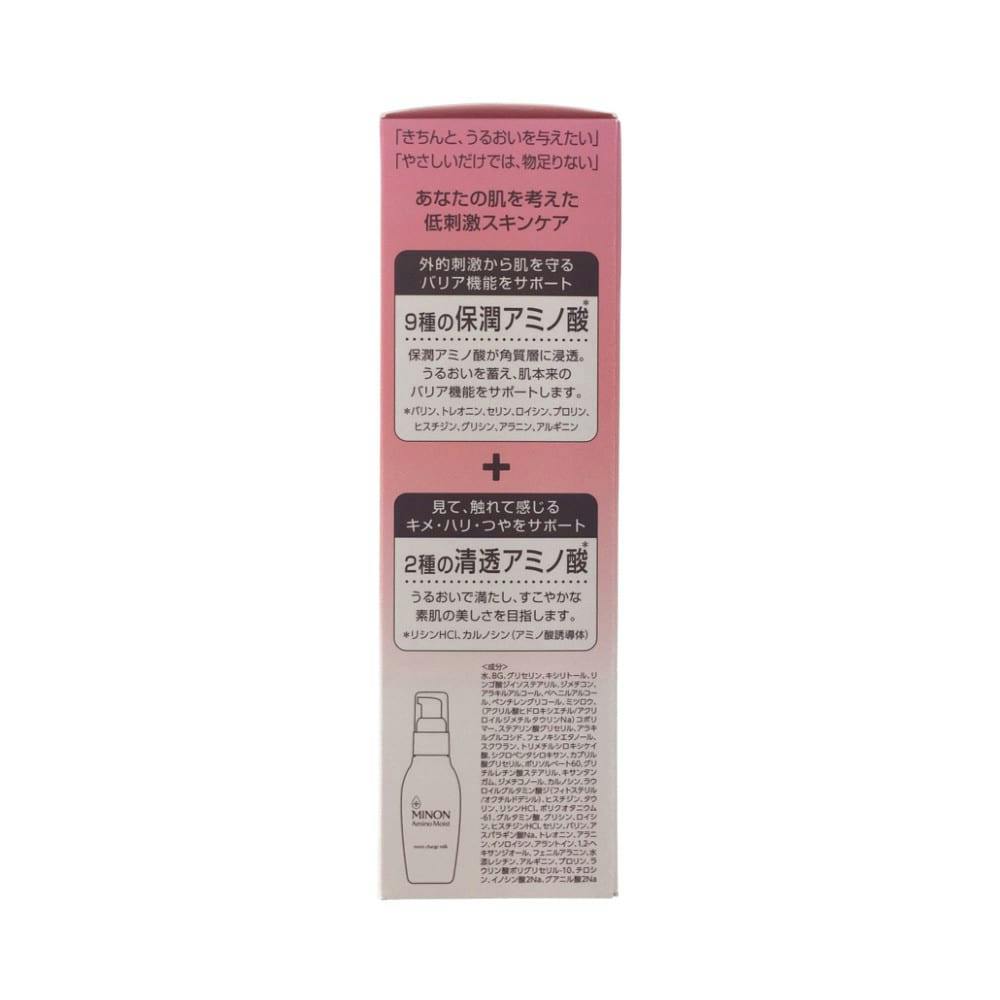 「きちんと、うるおいを与えたい」
「やさしいだけでは、物足りない」
あなたの肌を考えた
低刺激スキンケア
外的刺激から肌を守る
バリア機能をサポート
9種の保潤アミノ酸*
保潤アミノ酸が角質層に浸透。
うるおいを蓄え、肌本来の
バリア機能をサポートします。
*バリン、トレオニン、セリン、ロイシン、プロリン、
ヒスチジン、グリシン、アラニン、アルギニン
+
見て、触れて感じる
キメ・ハリ・つやをサポート
2種の清透アミノ酸*
うるおいで満たし、すこやかな
素肌の美しさを目指します。
*リシンHCl、カルノシン(アミノ酸誘導体)
<成分>
水、BG、グリセリン、キシリトール、リ
ンゴ酸ジイソステアリル、ジメチコン、
アラキルアルコール、ベヘニルアルコー
ル、ペンチレングリコール、ミツロウ、
(アクリル酸ヒドロキシエチル/アクリ
ロイルジメチルタウリンNa)コポリ
マー、ステアリン酸グリセリル、アラキ
ルグルコシド、フェノキシエタノール、
スクワラン、トリメチルシロキシケイ
酸、シクロペンタシロキサン、カプリル
酸グリセリル、ポリソルベート60、グリ
チルレチン酸ステアリル、キサンタン
ガム、ジメチコノール、カルノシン、ラウ
ロイルグルタミン酸ジ(フィトステリル
/オクチルドデシル)、ヒスチジン、タウ
リン、リシンHCl、ポリクオタニウム
-61、グルタミン酸、グリシン、ロイシ
ン、ヒスチジンHCl、セリン、バリン、ア
スパラギン酸Na、トレオニン、アラニ
ン、イソロイシン、アラントイン、1,2-ヘ
キサンジオール、フェニルアラニン、水
添レシチン、アルギニン、プロリン、ラ
ウリン酸ポリグリセリル-10、チロシ
ン、イノシン酸2Na、グアニル酸2Na
MINON
Amino Moist
moist charge milk